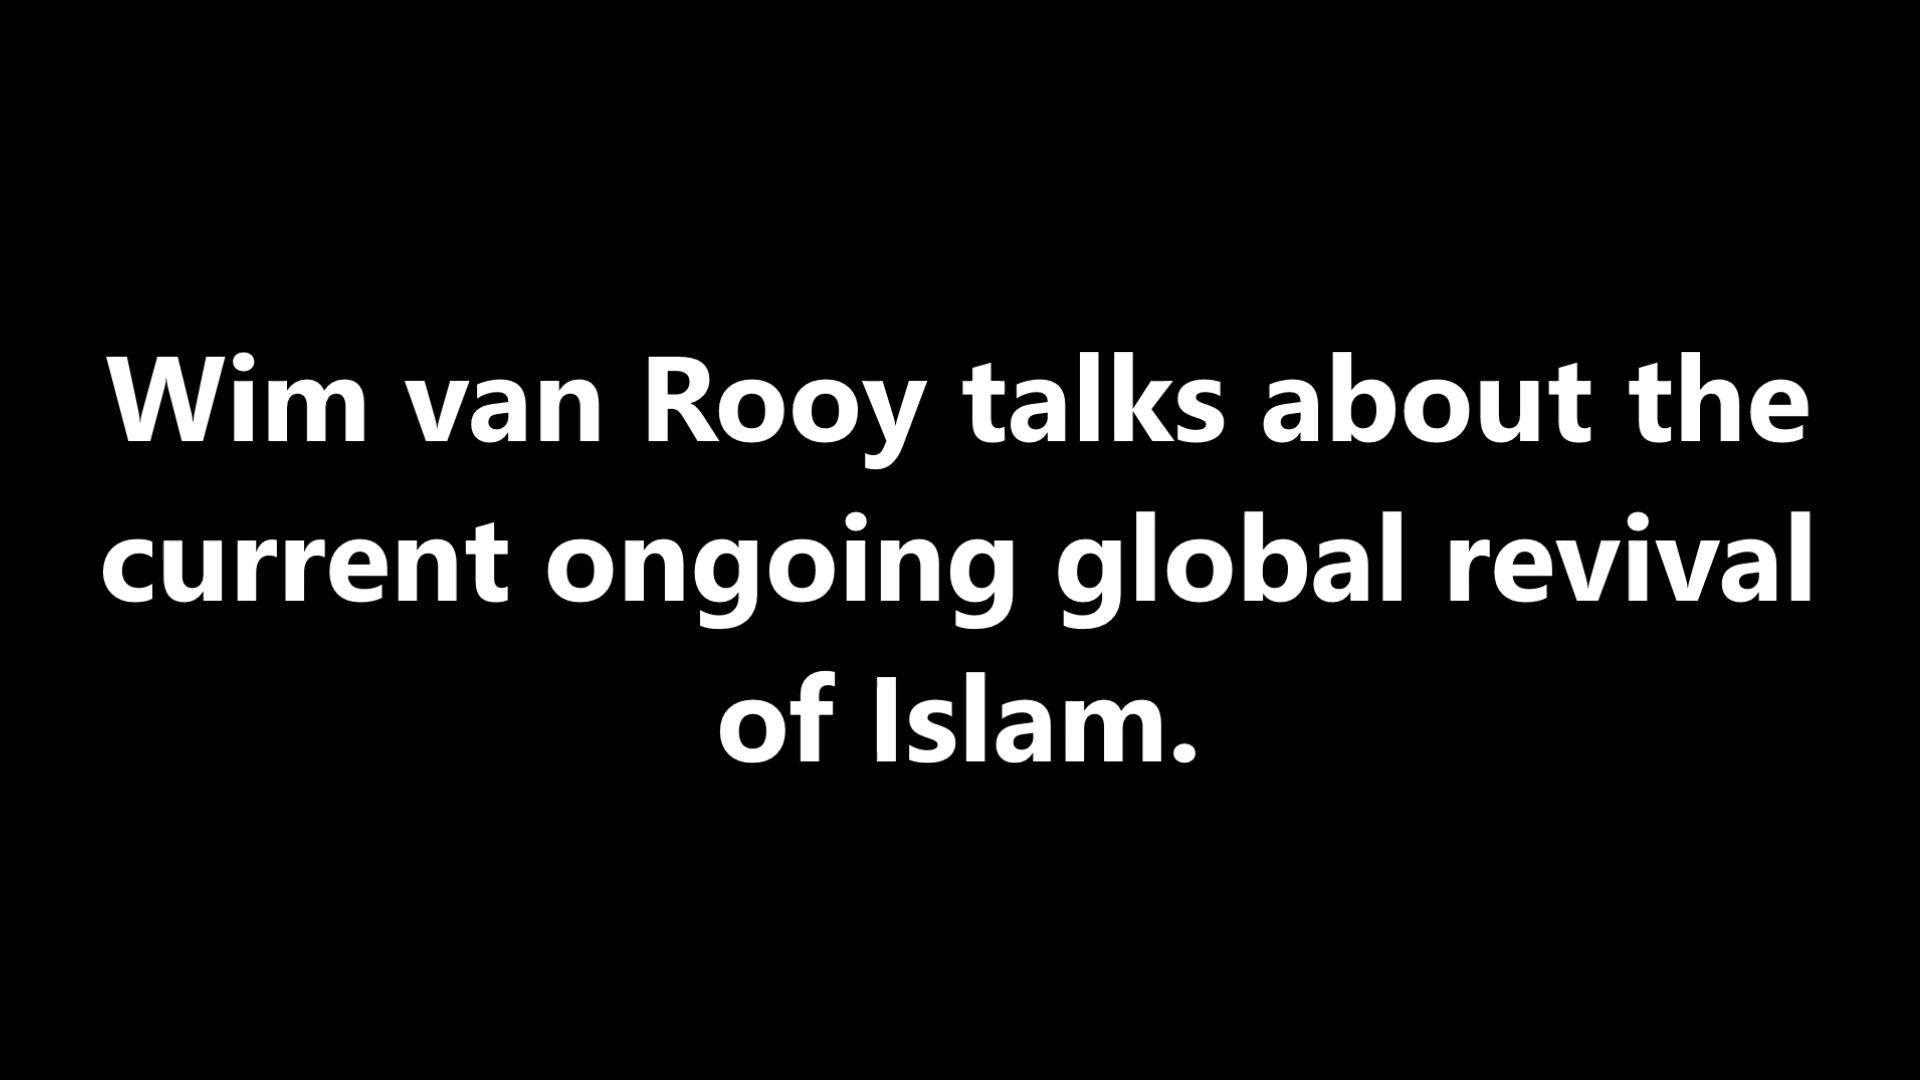 Wim van Rooy talks about the
current ongoing global revival
of Islam.